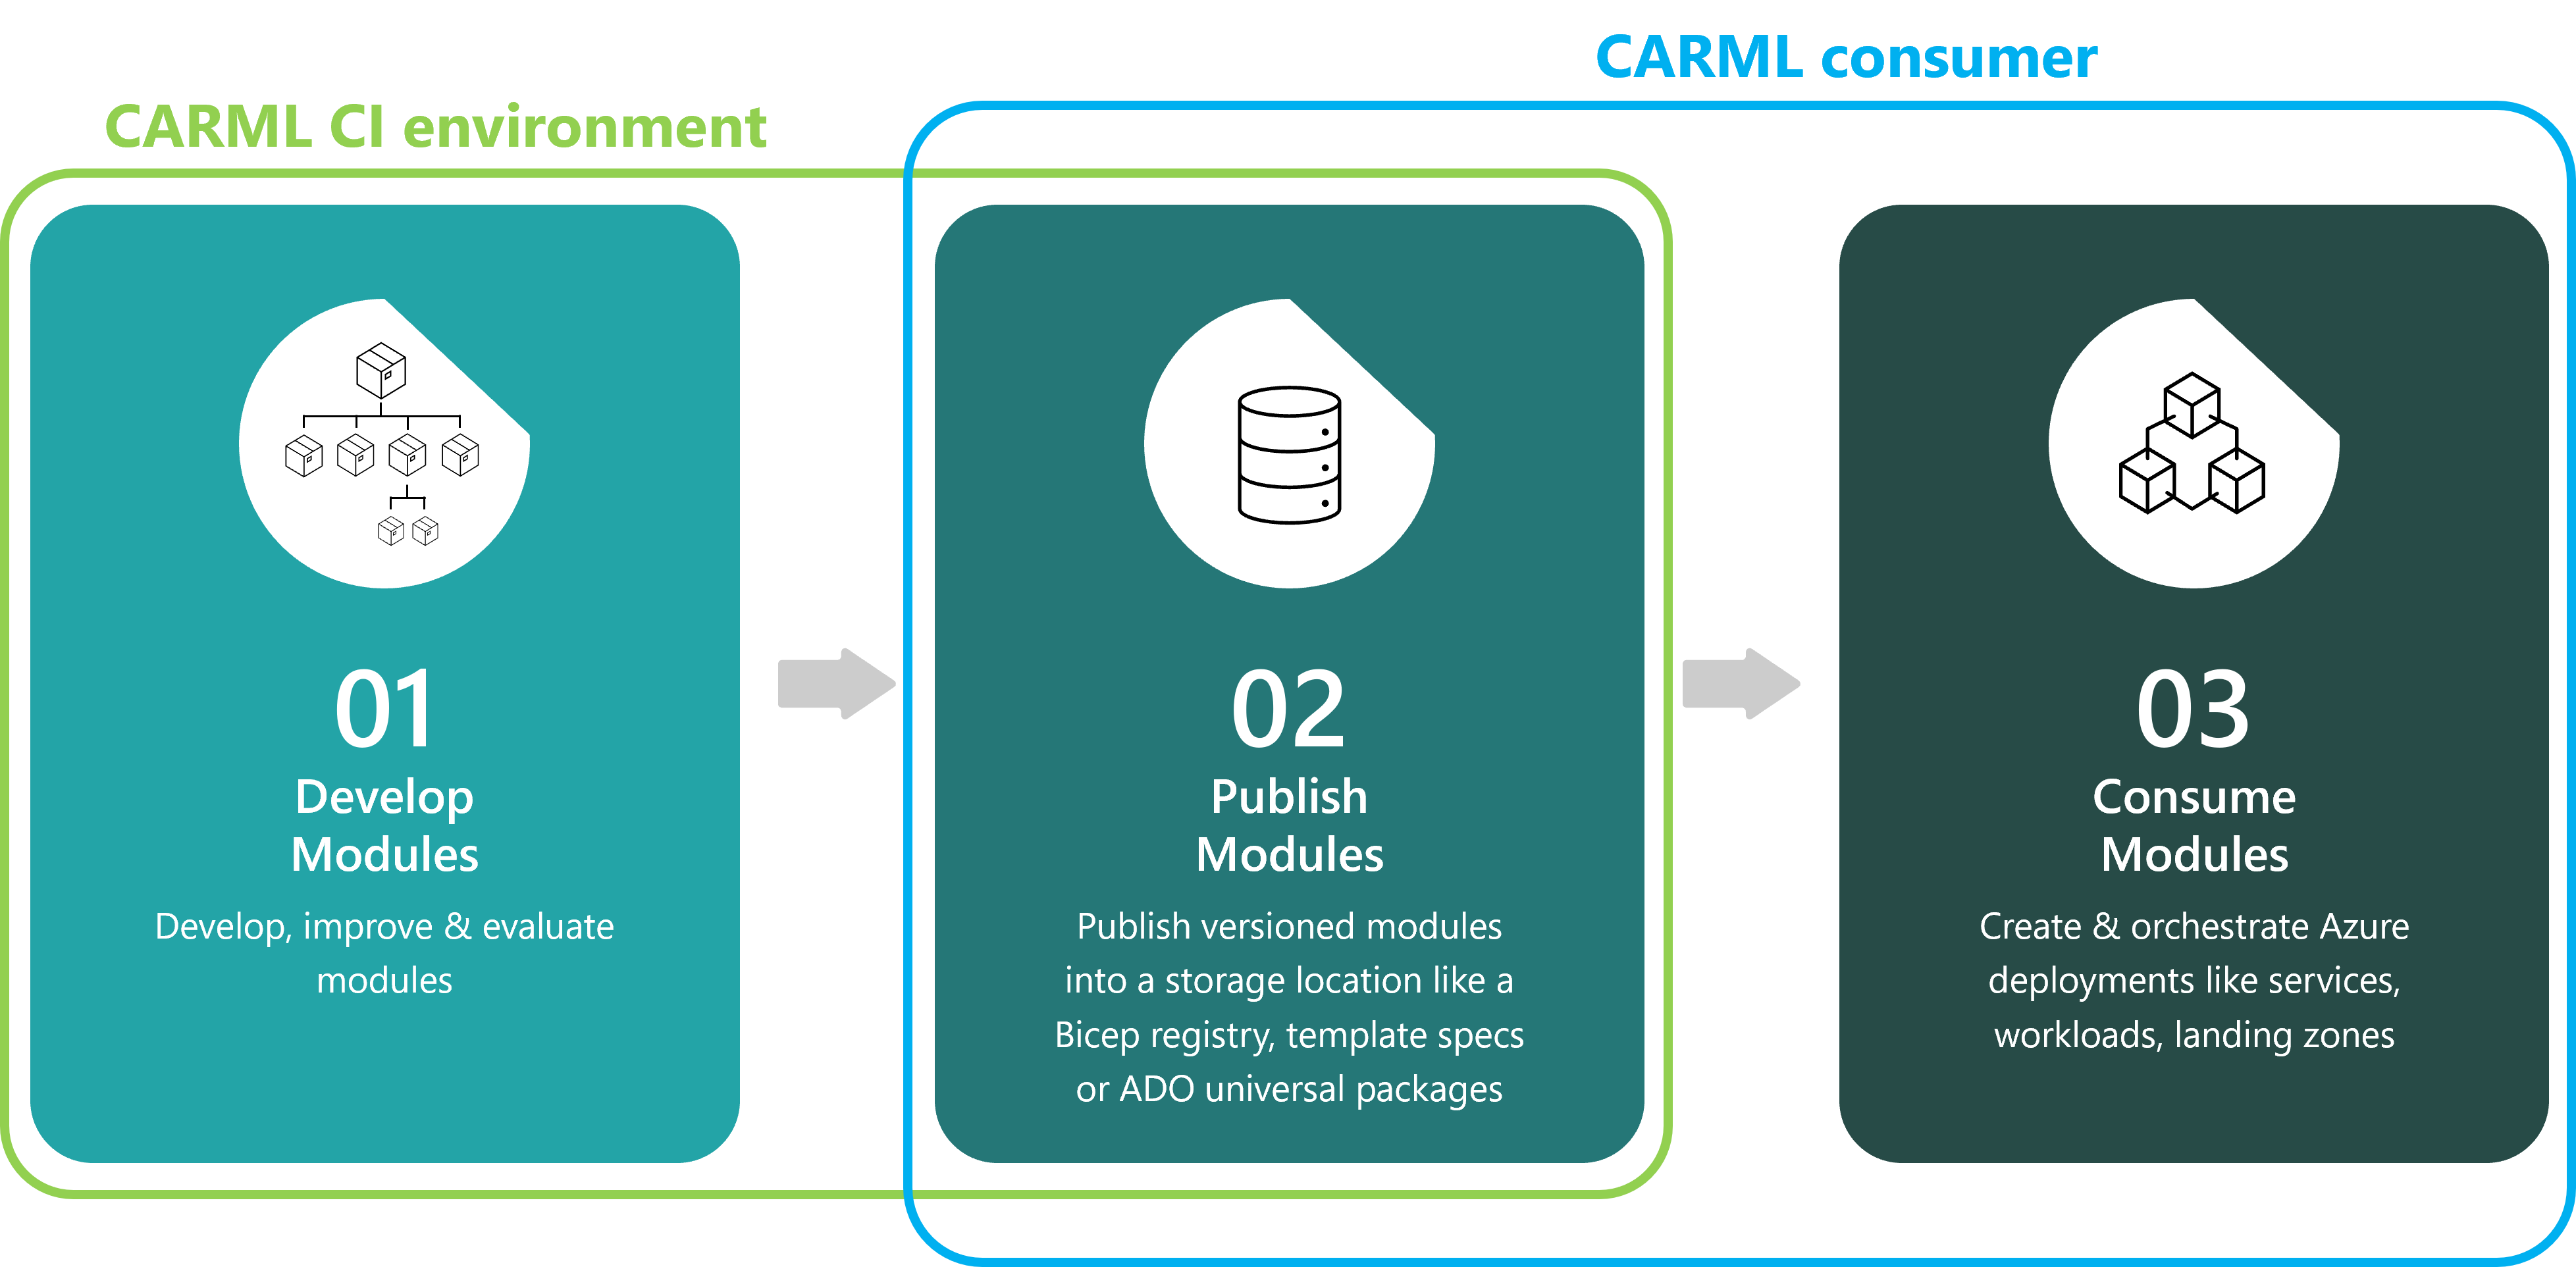 CARML consumer
CARML CI environment
01
Develop
Modules
Develop, improve & evaluate
modules
02
Publish
Modules
Publish versioned modules
into a storage location like a
Bicep registry, template specs
or ADO universal packages
03
Consume
Modules
Create & orchestrate Azure
deployments like services,
workloads, landing zones